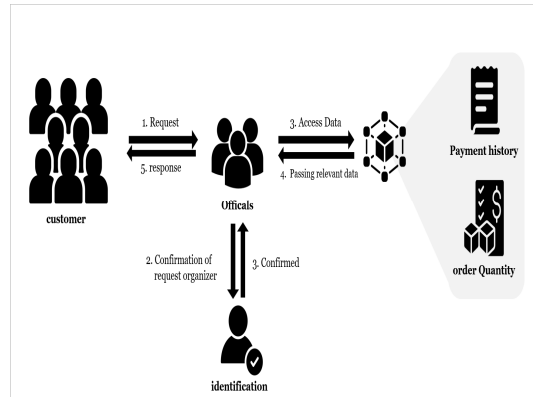 1. Request
5. response
customer
Officals
3. Access Data
4. Passing relevant data
Payment history
order Quantity
2. Confirmation of
request organizer
3. Confirmed
identification